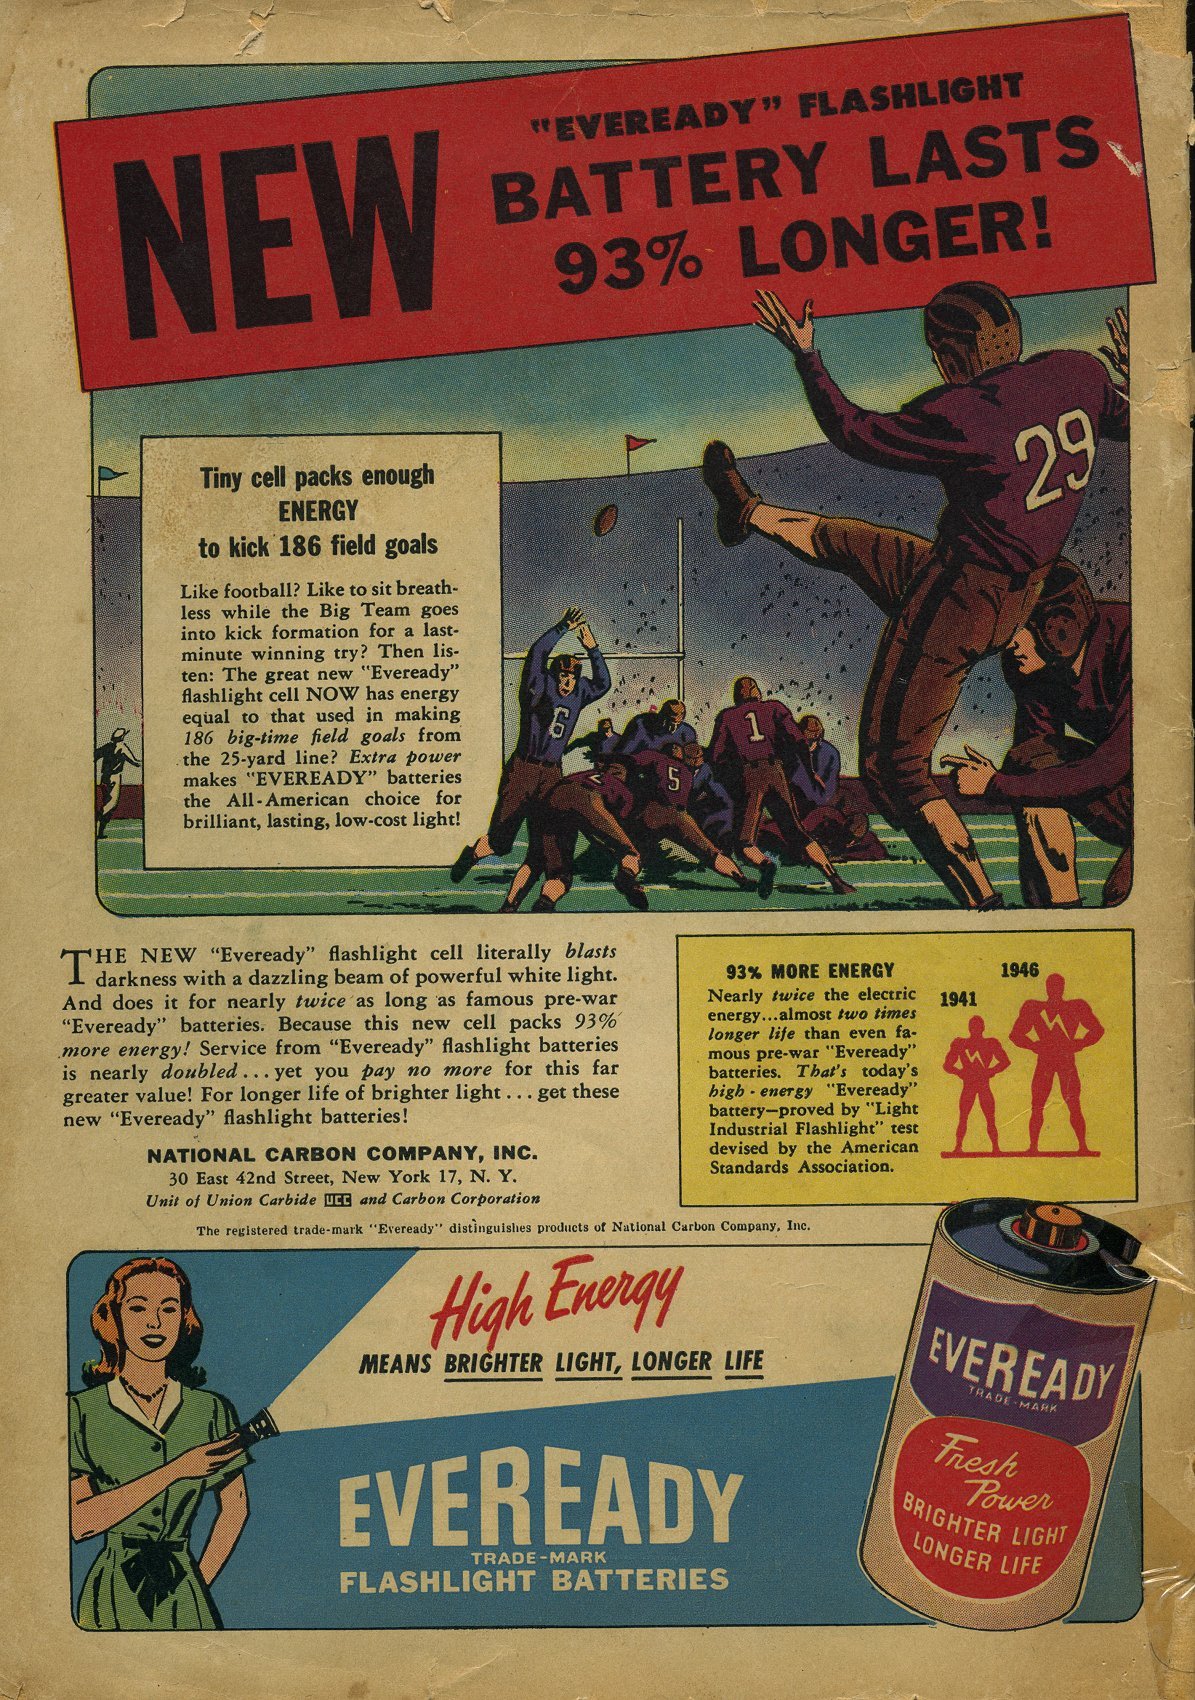 NEW
"EVEREADY" FLASHLIGHT
BATTERY LASTS
93% LONGER!
29
Tiny cell packs enough
ENERGY
to kick 186 field goals
Like football? Like to sit breath-
less while the Big Team goes
into kick formation for a last-
minute winning try? Then lis-
ten: The great new "Eveready"
flashlight cell NOW has energy
equal to that used in making
186 big-time field goals from
the 25-yard line? Extra power
makes "EVEREADY" batteries
the All-American choice for
brilliant, lasting, low-cost light!
6
1
2
5
THE NEW "Eveready" flashlight cell literally blasts
darkness with a dazzling beam of powerful white light.
And does it for nearly twice as long as famous pre-war
"Eveready" batteries. Because this new cell packs 93%
more energy! Service from "Eveready" flashlight batteries
is nearly doubled...yet you pay no more for this far
greater value! For longer life of brighter light...get these
new "Eveready" flashlight batteries!
NATIONAL CARBON COMPANY, INC.
30 East 42nd Street, New York 17, N. Y.
Unit of Union Carbide UCC and Carbon Corporation
93% MORE ENERGY
Nearly twice the electric
energy...almost two times
longer life than even fa-
mous pre-war "Eveready"
batteries. That's today's
high-energy "Eveready"
battery—proved by "Light
Industrial Flashlight" test
devised by the American
Standards Association.
1941
1946
The registered trade-mark "Eveready" distinguishes products of National Carbon Company, Inc.
High Energy
MEANS BRIGHTER LIGHT, LONGER LIFE
EVEREADY
TRADE-MARK
FLASHLIGHT BATTERIES
EVEREADY
TRADE-MARK
Fresh
Power
BRIGHTER LIGHT
LONGER LIFE